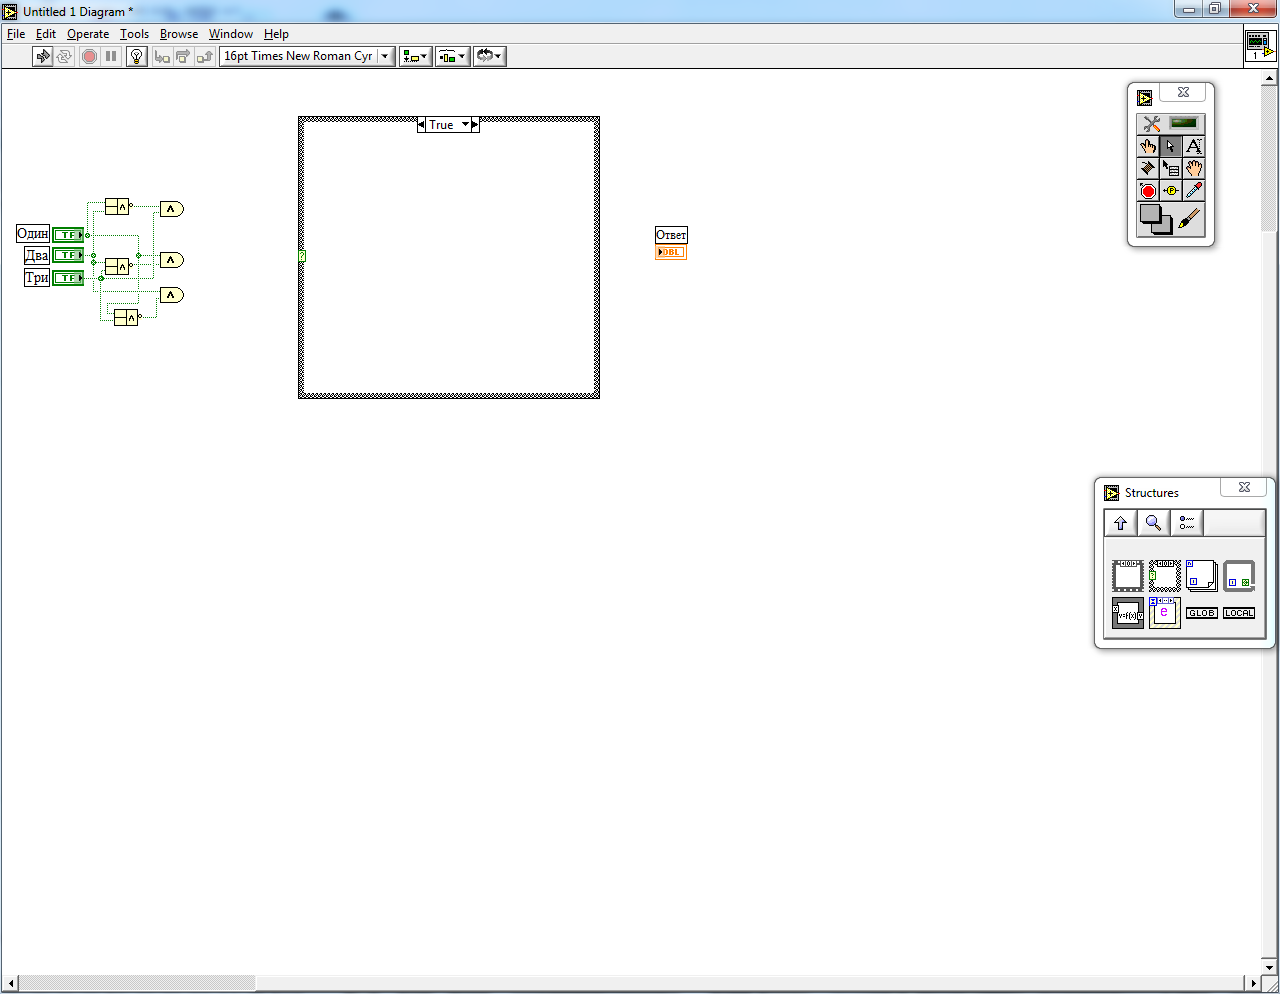 Untitled 1 Diagram *
File Edit Operate Tools Browse Window Help
16pt Times New Roman Cyr
1
True
?
Один TF
Два TF
Три TF
Ответ
DBL
Structures
GLOB
LOCAL